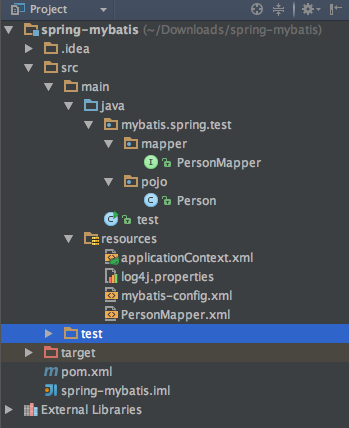 Project
spring-mybatis (~/Downloads/spring-mybatis)
.idea
src
main
java
mybatis.spring.test
mapper
PersonMapper
pojo
Person
test
resources
applicationContext.xml
log4j.properties
mybatis-config.xml
PersonMapper.xml
test
target
pom.xml
spring-mybatis.iml
External Libraries